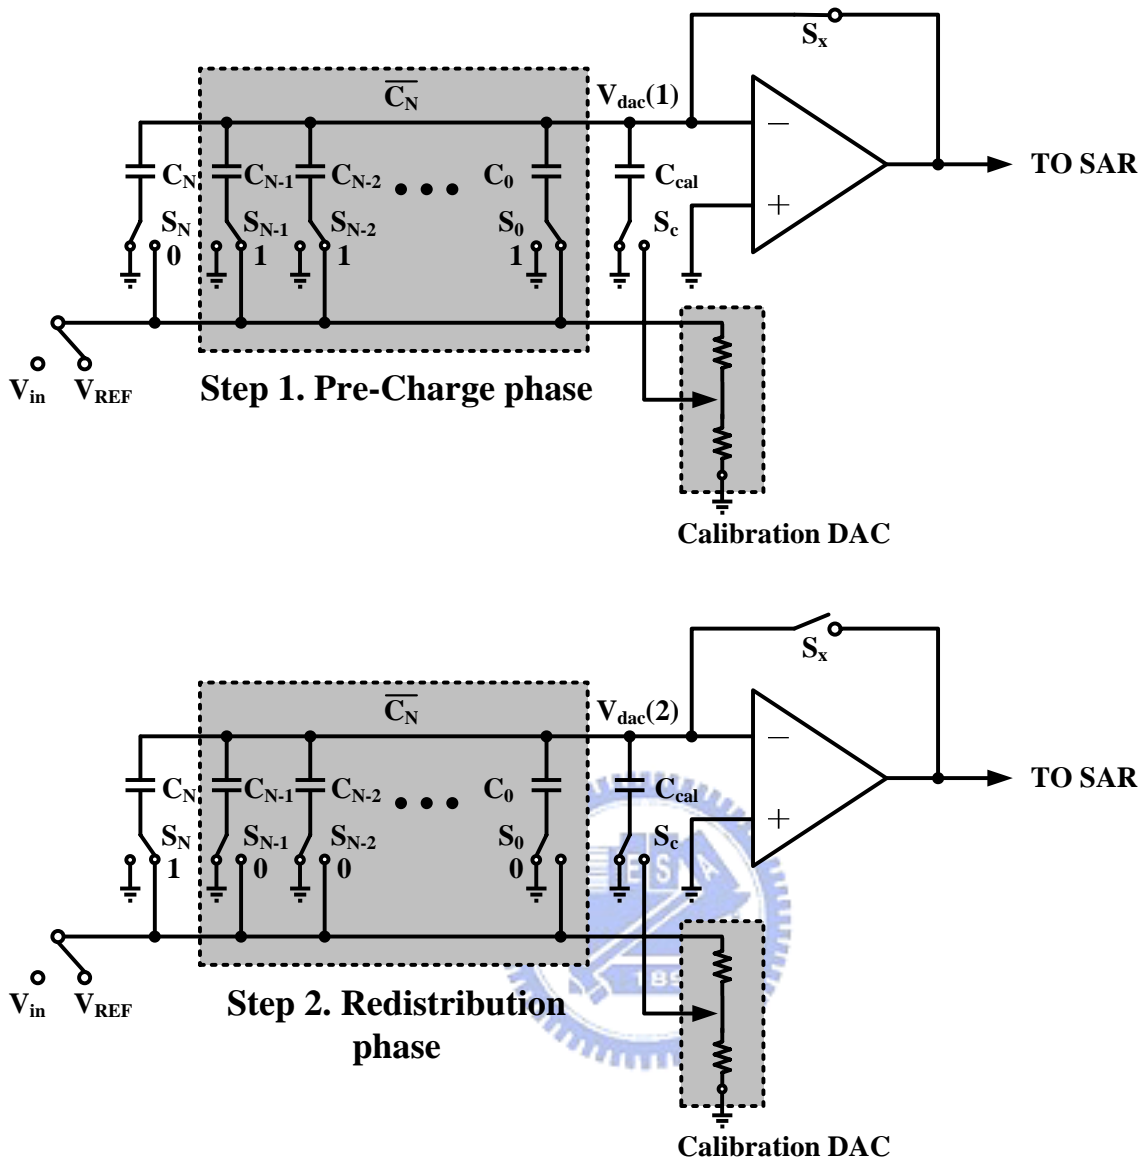 S_x
C̅_N̅
V_dac(1)
C_N C_N-1 C_N-2 C_0 C_cal
− TO SAR
+
S_N S_N-1 S_N-2 S_0 S_c
0 1 1 1
V_in V_REF
Step 1. Pre-Charge phase
Calibration DAC
S_x
C̅_N̅
V_dac(2)
− TO SAR
C_N C_N-1 C_N-2 C_0 C_cal
+
S_N S_N-1 S_N-2 S_0 S_c
1 0 0 0
E S A
189
V_in V_REF
Step 2. Redistribution
phase
Calibration DAC